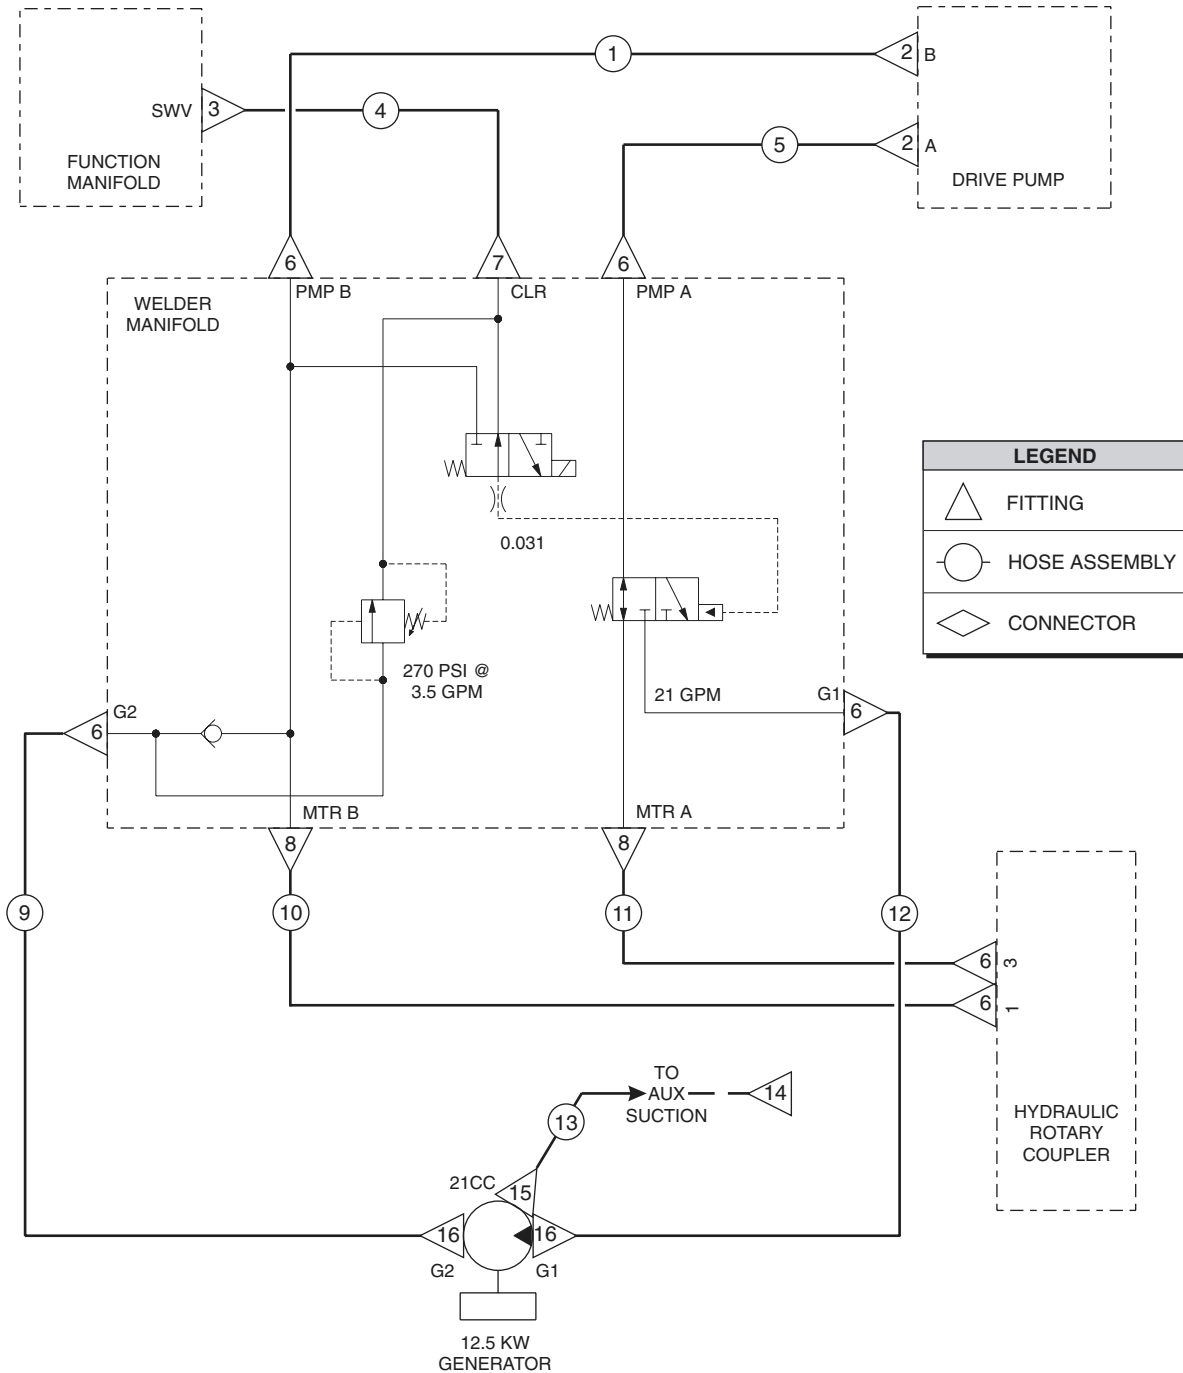 1
2
B
SWV
3
4
5
2
A
FUNCTION
MANIFOLD
DRIVE PUMP
6
7
6
PMP B
CLR
PMP A
WELDER
MANIFOLD
0.031
LEGEND
FITTING
HOSE ASSEMBLY
CONNECTOR
270 PSI @
3.5 GPM
21 GPM
G1
6
G2
6
MTR B
MTR A
8
8
9
10
11
12
6
3
6
1
TO
AUX
SUCTION
14
13
HYDRAULIC
ROTARY
COUPLER
21CC
15
16
16
G2
G1
12.5 KW
GENERATOR